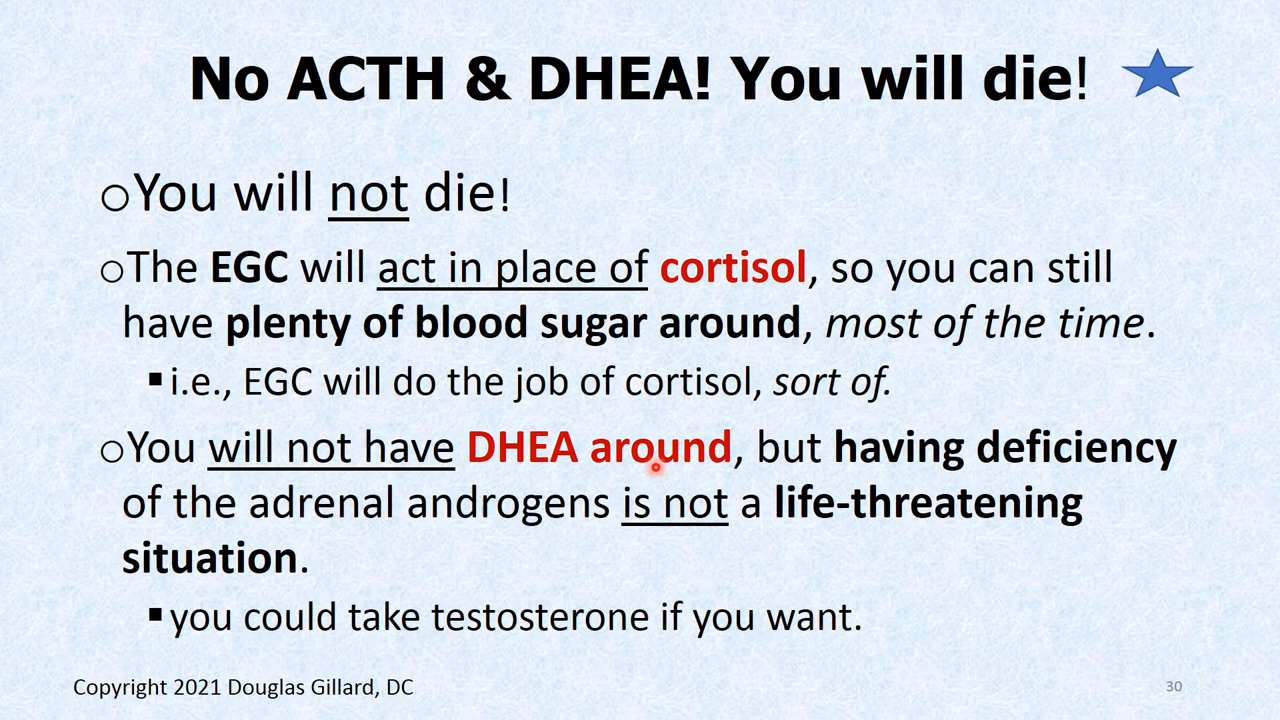 No ACTH & DHEA! You will die!
oYou will not die!
oThe EGC will act in place of cortisol, so you can still
have plenty of blood sugar around, most of the time.
▪i.e., EGC will do the job of cortisol, sort of.
oYou will not have DHEA around, but having deficiency
of the adrenal androgens is not a life-threatening
situation.
▪you could take testosterone if you want.
Copyright 2021 Douglas Gillard, DC
30